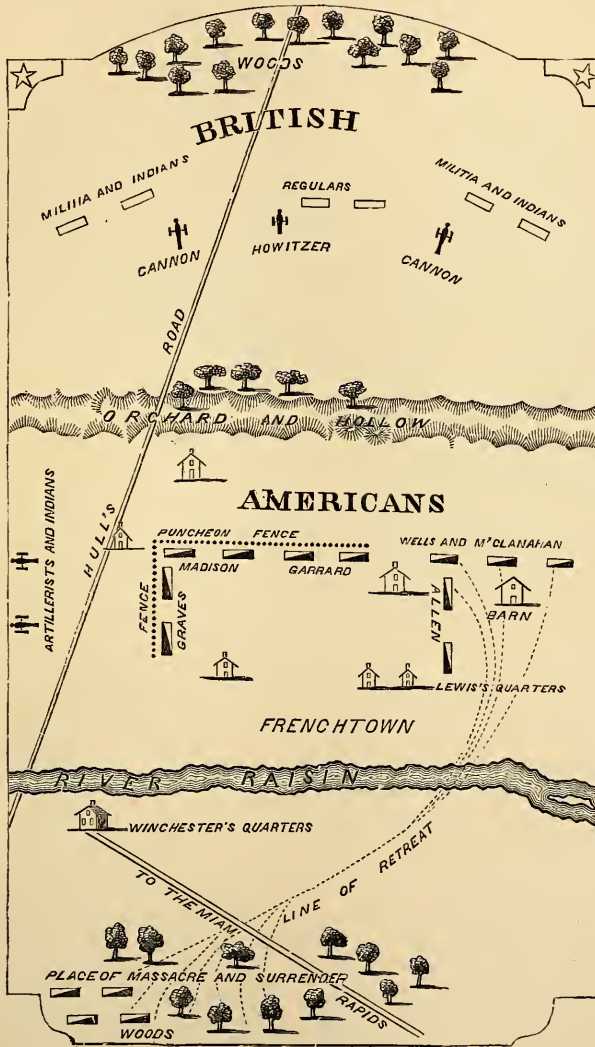 WOODS
BRITISH
MILITIA AND INDIANS
REGULARS
MILITIA AND INDIANS
CANNON
HOWITZER
CANNON
ROAD
ORCHARD AND HOLLOW
AMERICANS
ARTILLERISTS AND INDIANS
HULL'S
PUNCHEON FENCE
WELLS AND McCLANAHAN
MADISON
GARRARD
FENCE
GRAVES
ALLEN
BARN
LEWIS'S QUARTERS
FRENCHTOWN
RIVER RAISIN
WINCHESTER'S QUARTERS
LINE OF RETREAT
TO THE MIAMI
RAPIDS
PLACE OF MASSACRE AND SURRENDER
WOODS